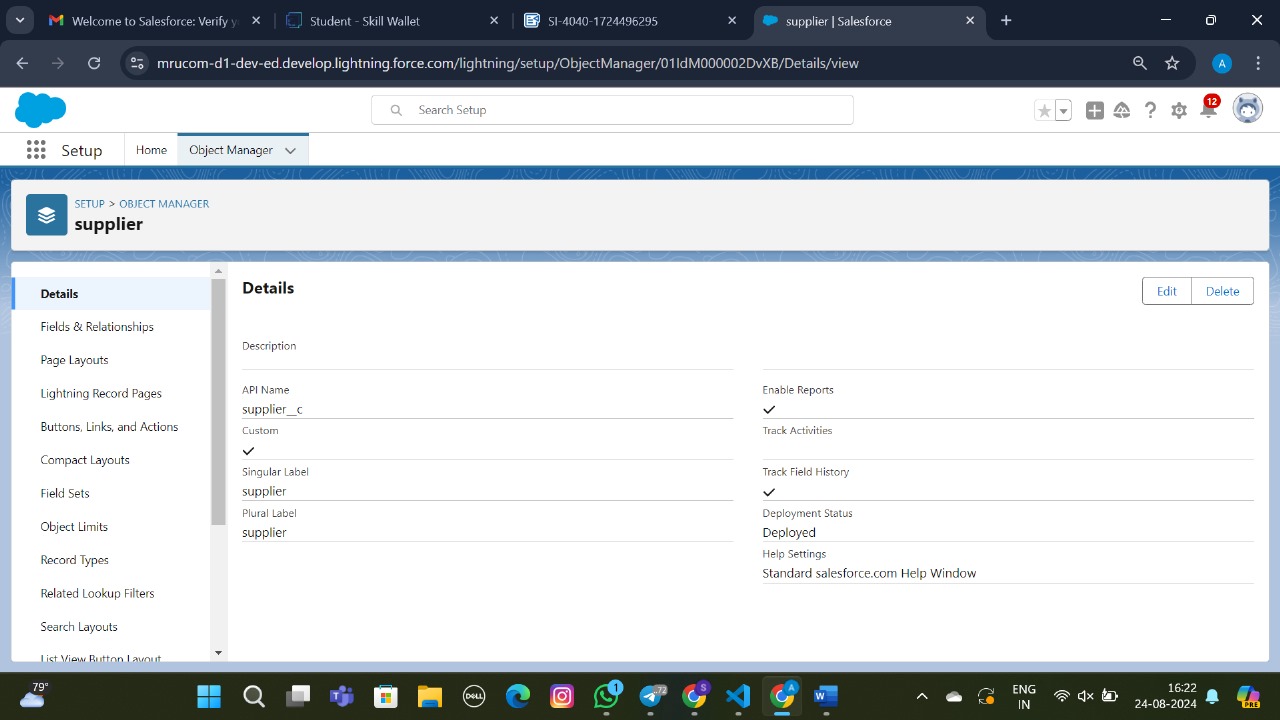 Welcome to Salesforce: Verify y
Student - Skill Wallet
SI-4040-1724496295
supplier | Salesforce
mrucom-d1-dev-ed.develop.lightning.force.com/lightning/setup/ObjectManager/01IdM000002DvXB/Details/view
A
Search Setup
12
Setup
Home
Object Manager
SETUP > OBJECT MANAGER
supplier
Details
Fields & Relationships
Page Layouts
Lightning Record Pages
Buttons, Links, and Actions
Compact Layouts
Field Sets
Object Limits
Record Types
Related Lookup Filters
Search Layouts
List View Button Layout
Details
Edit
Delete
Description
API Name
supplier__c
Custom
Singular Label
supplier
Plural Label
supplier
Enable Reports
Track Activities
Track Field History
Deployment Status
Deployed
Help Settings
Standard salesforce.com Help Window
79°
DELL
1
72
S
A
W
ENG
IN
16:22
24-08-2024
PRE